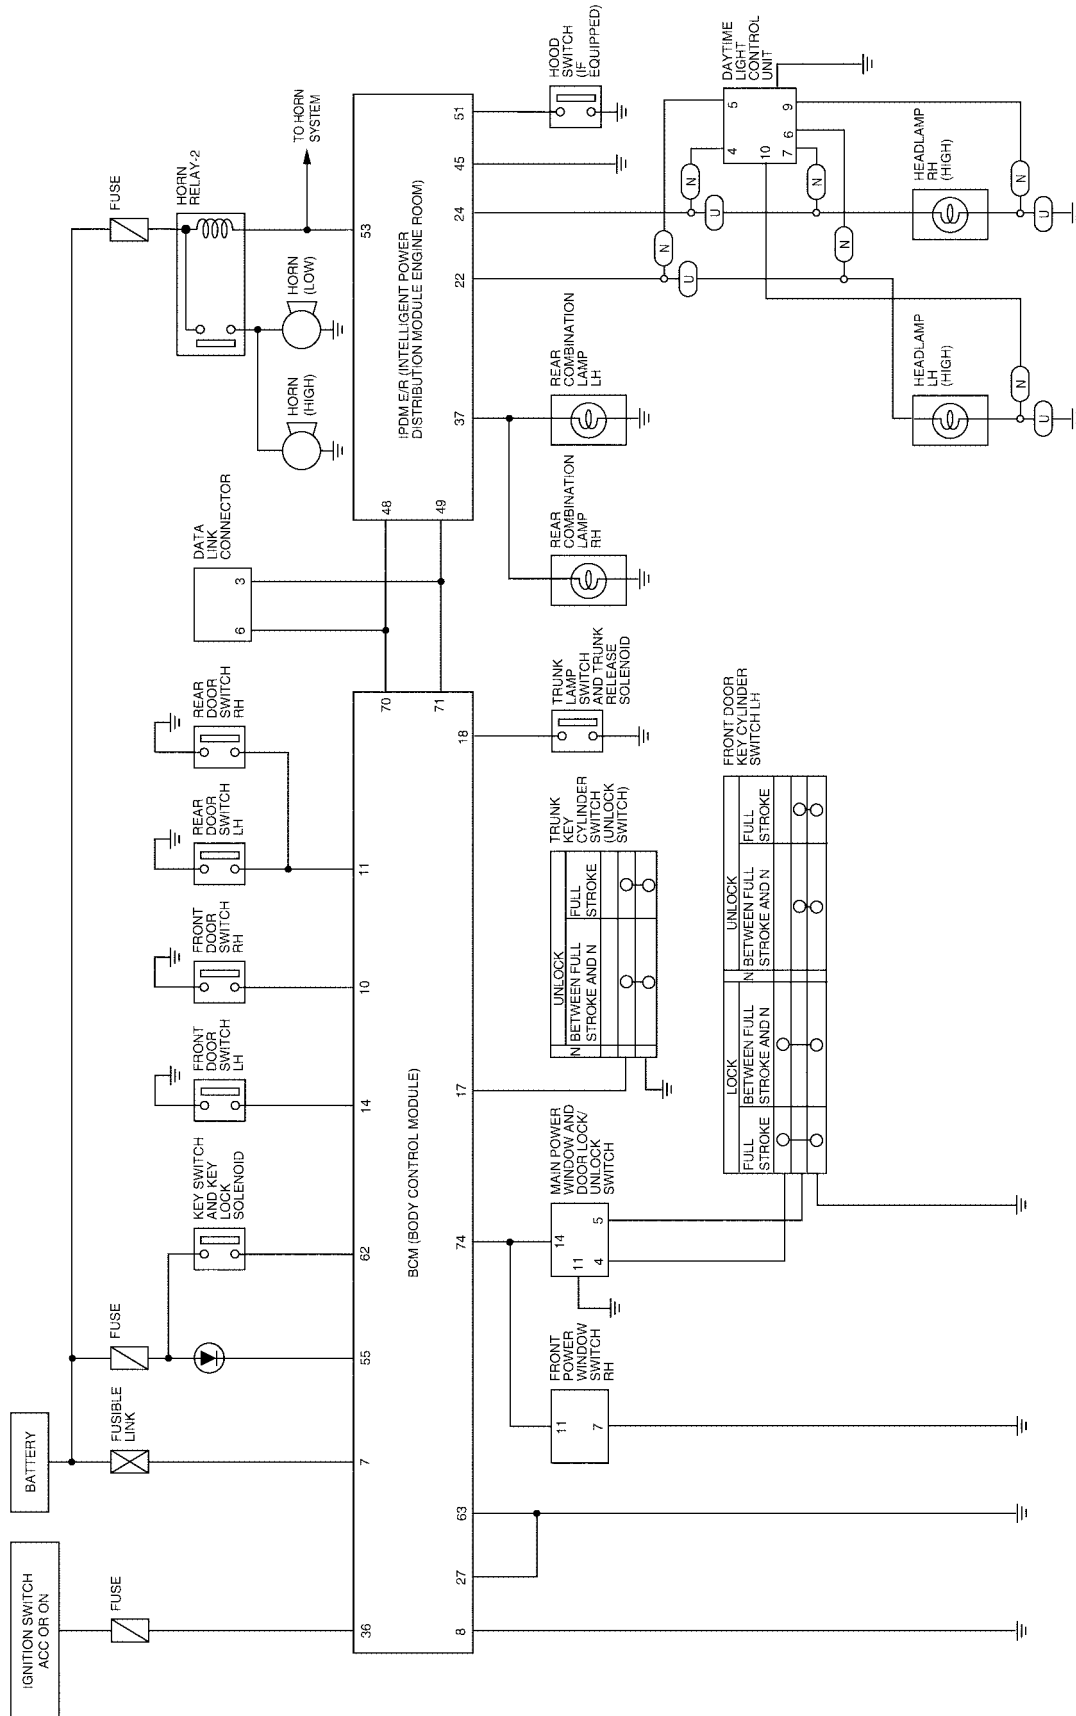 IGNITION SWITCH
ACC OR ON
BATTERY
FUSE
FUSIBLE
LINK
FUSE
FUSE
KEY SWITCH
AND KEY
LOCK
SOLENOID
FRONT
DOOR
SWITCH
LH
FRONT
DOOR
SWITCH
RH
REAR
DOOR
SWITCH
LH
REAR
DOOR
SWITCH
RH
DATA
LINK
CONNECTOR
6
3
HORN
RELAY-2
HORN
(HIGH)
HORN
(LOW)
TO HORN
SYSTEM
36
7
55
62
14
10
11
70
71
48
49
53
BCM (BODY CONTROL MODULE)
IPDM E/R (INTELLIGENT POWER
DISTRIBUTION MODULE ENGINE ROOM)
8
27
63
74
17
18
37
22
24
45
51
FRONT
POWER
WINDOW
SWITCH
RH
11
7
MAIN POWER
WINDOW AND
DOOR LOCK/
UNLOCK
SWITCH
14
11
4
5
TRUNK
KEY
CYLINDER
SWITCH
(UNLOCK
SWITCH)
UNLOCK
N
BETWEEN FULL
STROKE AND N
FULL
STROKE
TRUNK
LAMP
SWITCH
AND TRUNK
RELEASE
SOLENOID
REAR
COMBINATION
LAMP
RH
REAR
COMBINATION
LAMP
LH
HOOD
SWITCH
(IF
EQUIPPED)
FRONT DOOR
KEY CYLINDER
SWITCH LH
LOCK
UNLOCK
FULL
STROKE
BETWEEN FULL
STROKE AND N
N
BETWEEN FULL
STROKE AND N
FULL
STROKE
DAYTIME
LIGHT
CONTROL
UNIT
4
5
10
7
6
9
N
U
N
U
N
N
HEADLAMP
LH
(HIGH)
HEADLAMP
RH
(HIGH)
N
U
N
U